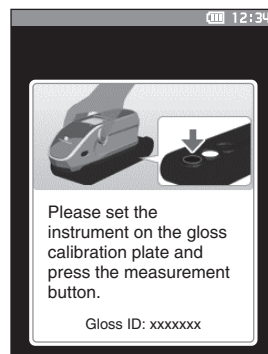 12:34
Please set the
instrument on the gloss
calibration plate and
press the measurement
button.
Gloss ID: xxxxxxx